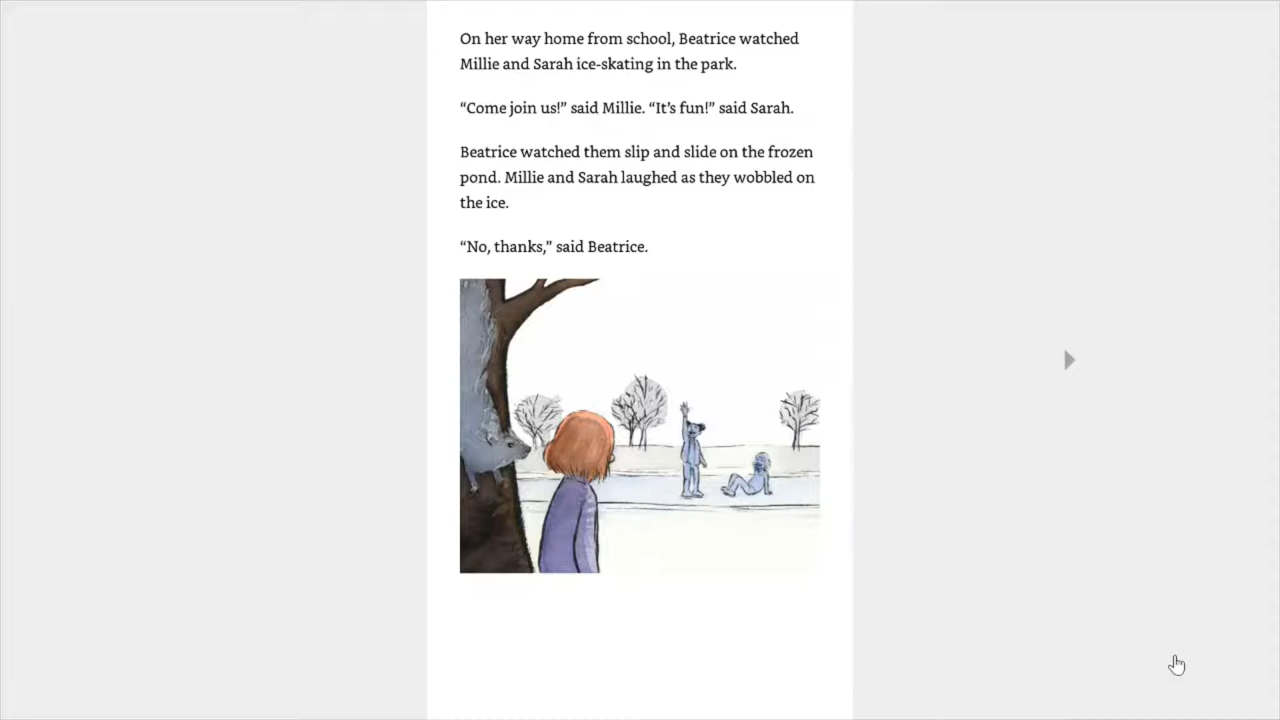 On her way home from school, Beatrice watched
Millie and Sarah ice-skating in the park.
“Come join us!” said Millie. “It’s fun!” said Sarah.
Beatrice watched them slip and slide on the frozen
pond. Millie and Sarah laughed as they wobbled on
the ice.
“No, thanks,” said Beatrice.